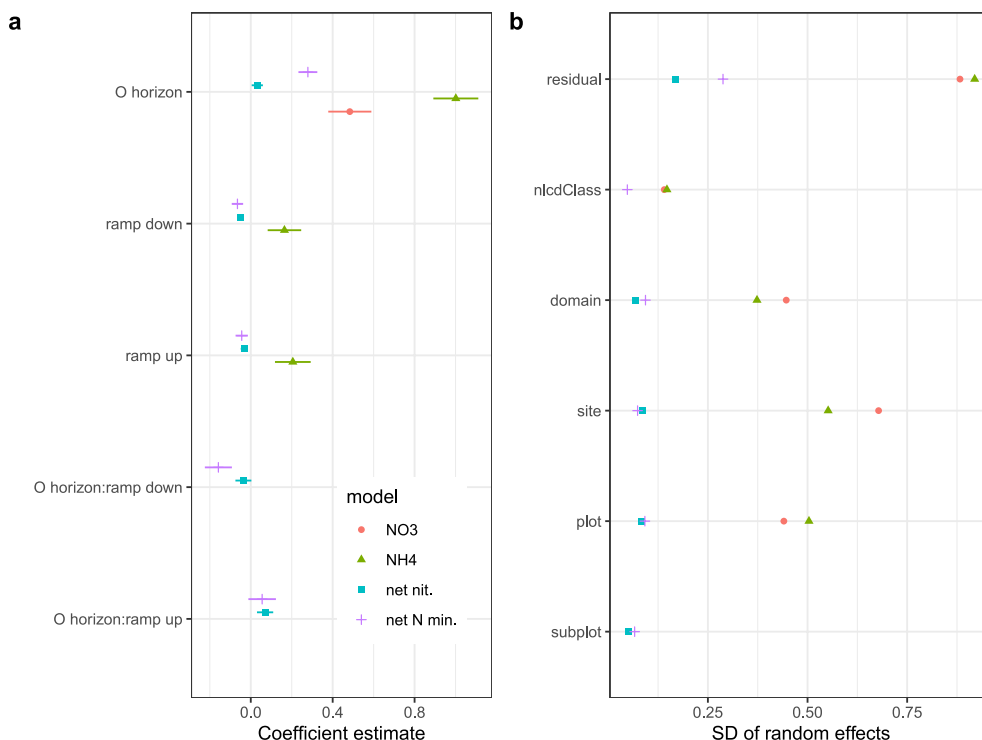 a
O horizon
ramp down
ramp up
O horizon:ramp down
O horizon:ramp up
model
NO3
NH4
net nit.
net N min.
0.0 0.4 0.8
Coefficient estimate
b
residual
nlcdClass
domain
site
plot
subplot
0.25 0.50 0.75
SD of random effects